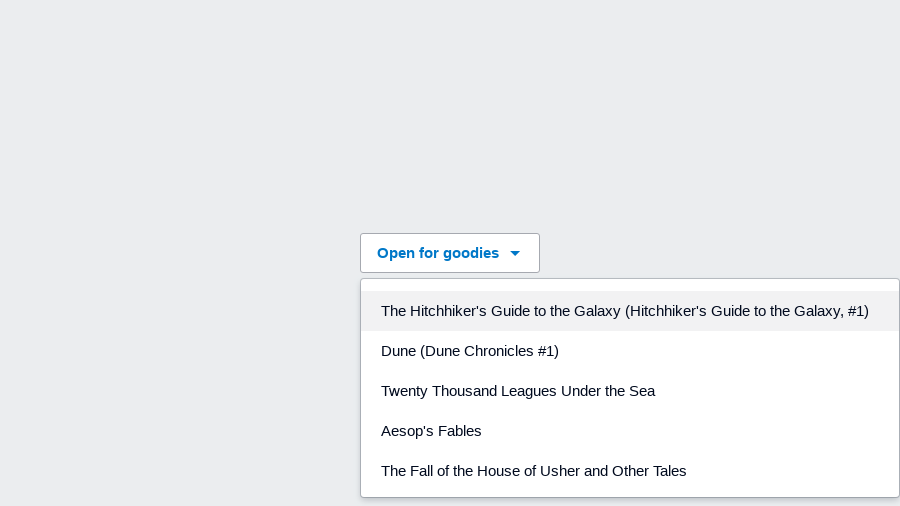 Open for goodies
The Hitchhiker's Guide to the Galaxy (Hitchhiker's Guide to the Galaxy, #1)
Dune (Dune Chronicles #1)
Twenty Thousand Leagues Under the Sea
Aesop's Fables
The Fall of the House of Usher and Other Tales